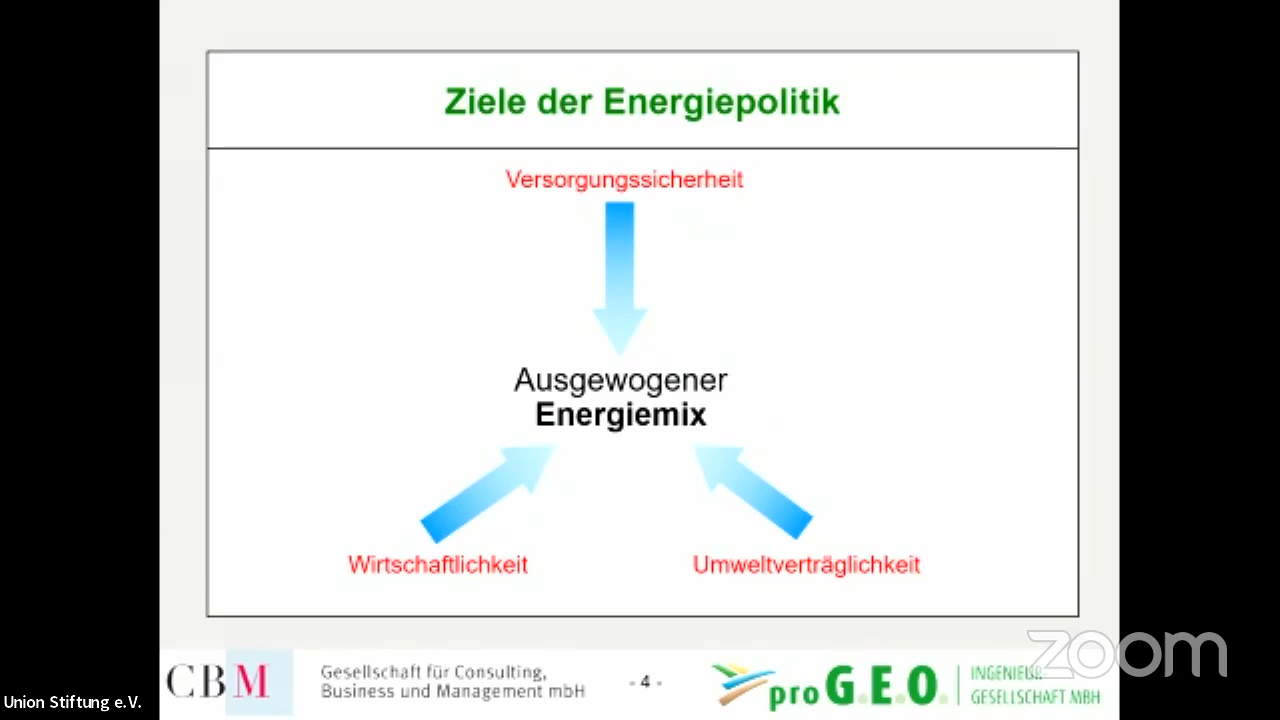 Ziele der Energiepolitik
Versorgungssicherheit
Ausgewogener
Energiemix
Wirtschaftlichkeit
Umweltverträglichkeit
CBM
Gesellschaft für Consulting,
Business und Management mbH
- 4 -
pro G.E.O.
INGENIEUR
GESELLSCHAFT MBH
zoom
Union Stiftung e.V.